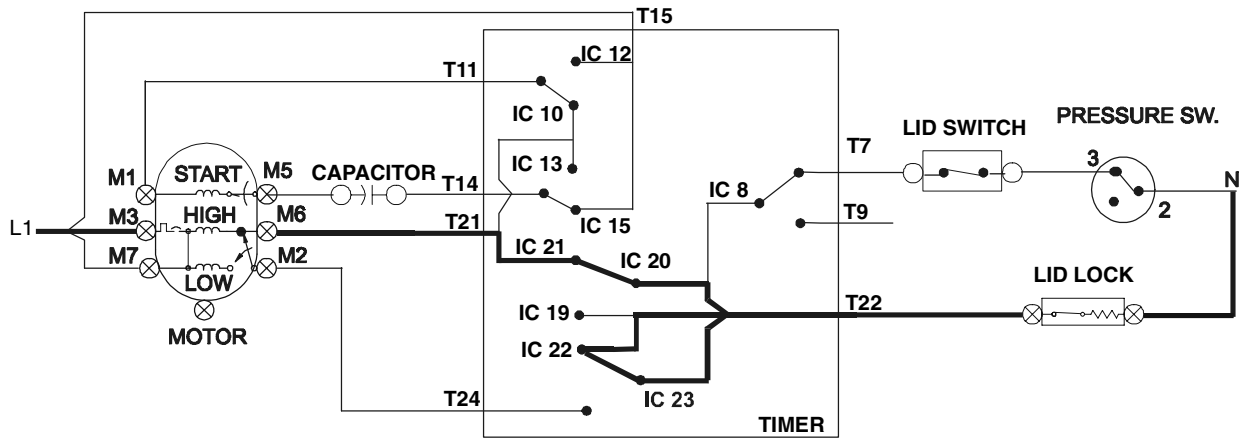 T15
IC 12
T11
IC 10
PRESSURE SW.
LID SWITCH
T7
M1
START
M5
CAPACITOR
IC 13
T14
3
IC 8
N
L1
M3
HIGH
M6
T21
IC 15
T9
2
M7
LOW
M2
IC 21
IC 20
LID LOCK
MOTOR
IC 19
T22
IC 22
T24
IC 23
TIMER